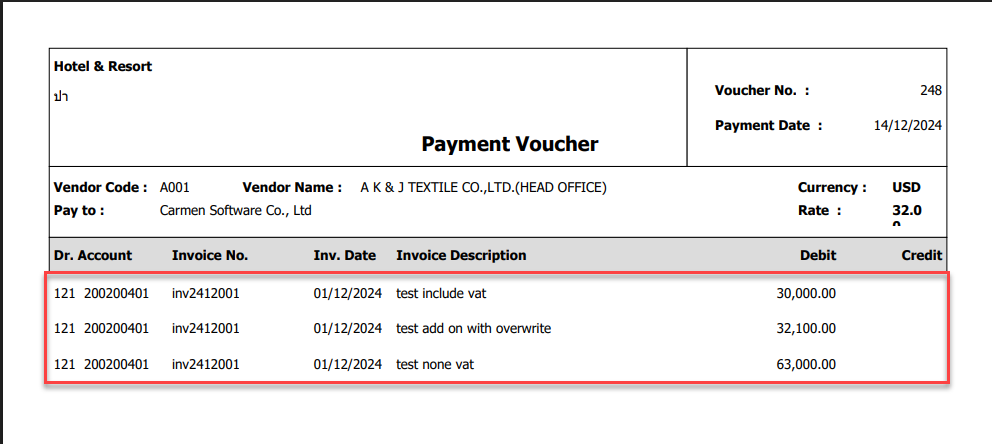 Hotel & Resort
ปา
Voucher No. : 248
Payment Date : 14/12/2024
Payment Voucher
Vendor Code : A001 Vendor Name : A K & J TEXTILE CO.,LTD.(HEAD OFFICE) Currency : USD
Pay to : Carmen Software Co., Ltd Rate : 32.0
0
Dr. Account Invoice No. Inv. Date Invoice Description Debit Credit
121 200200401 inv2412001 01/12/2024 test include vat 30,000.00
121 200200401 inv2412001 01/12/2024 test add on with overwrite 32,100.00
121 200200401 inv2412001 01/12/2024 test none vat 63,000.00